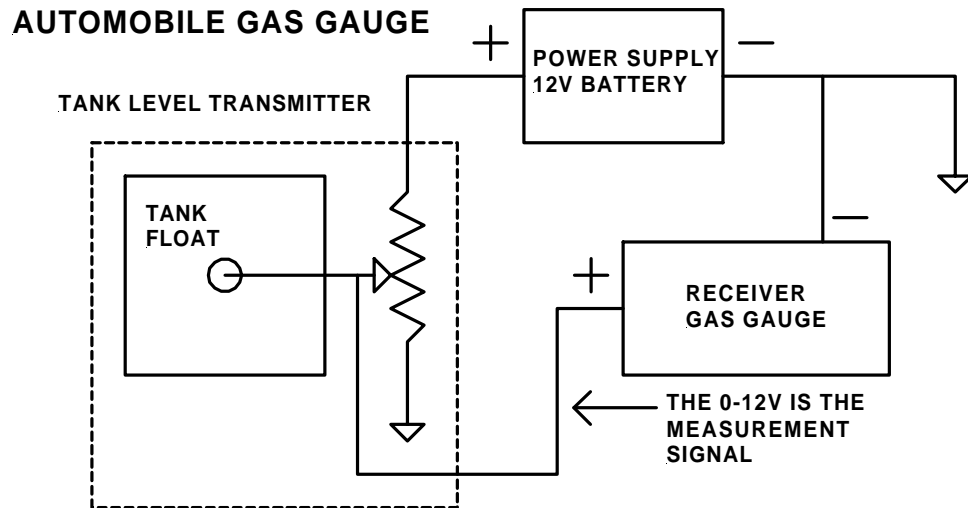 AUTOMOBILE GAS GAUGE
+
POWER SUPPLY
12V BATTERY
—
TANK LEVEL TRANSMITTER
TANK
FLOAT
—
+
RECEIVER
GAS GAUGE
THE 0-12V IS THE
MEASUREMENT
SIGNAL